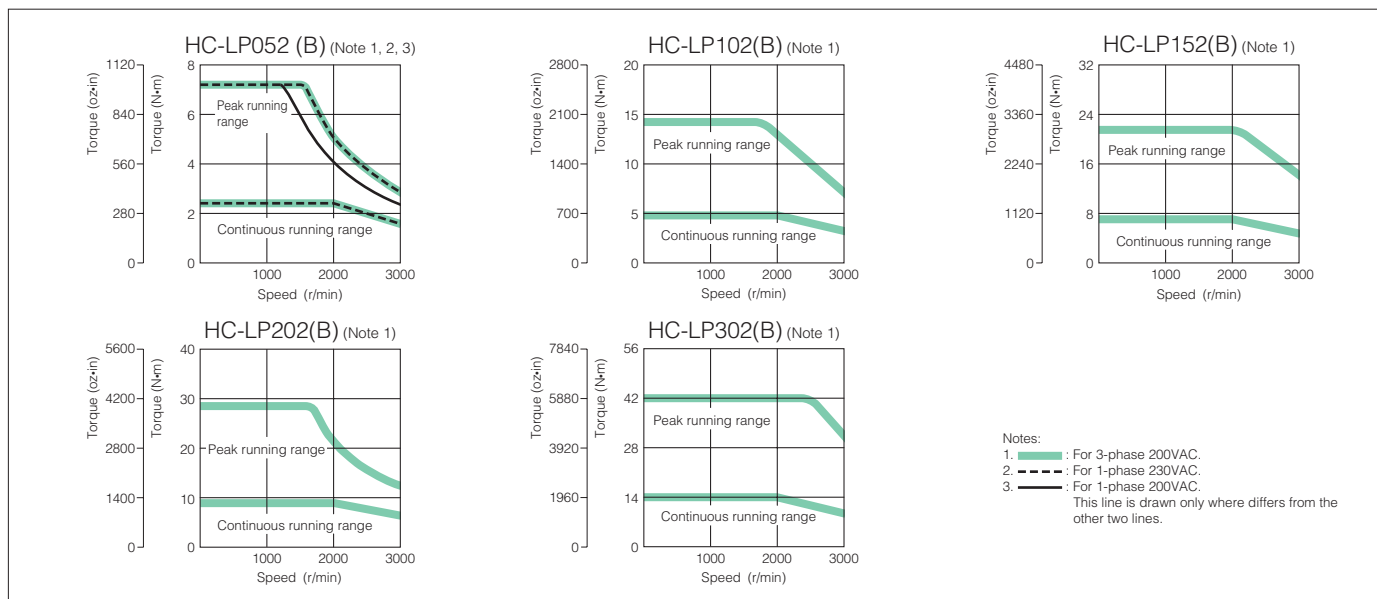 HC-LP052 (B) (Note 1, 2, 3)
Torque (oz•in)
Torque (N•m)
1120
840
560
280
0
8
6
4
2
0
Peak running
range
Continuous running range
1000 2000 3000
Speed (r/min)
HC-LP102(B) (Note 1)
Torque (oz•in)
Torque (N•m)
2800
2100
1400
700
0
20
15
10
5
0
Peak running range
Continuous running range
1000 2000 3000
Speed (r/min)
HC-LP152(B) (Note 1)
Torque (oz•in)
Torque (N•m)
4480
3360
2240
1120
0
32
24
16
8
0
Peak running range
Continuous running range
1000 2000 3000
Speed (r/min)
HC-LP202(B) (Note 1)
Torque (oz•in)
Torque (N•m)
5600
4200
2800
1400
0
40
30
20
10
0
Peak running range
Continuous running range
1000 2000 3000
Speed (r/min)
HC-LP302(B) (Note 1)
Torque (oz•in)
Torque (N•m)
7840
5880
4920
1960
0
56
42
28
14
0
Peak running range
Continuous running range
1000 2000 3000
Speed (r/min)
Notes:
1. : For 3-phase 200VAC.
2. : For 1-phase 230VAC.
3. : For 1-phase 200VAC.
This line is drawn only where differs from the
other two lines.